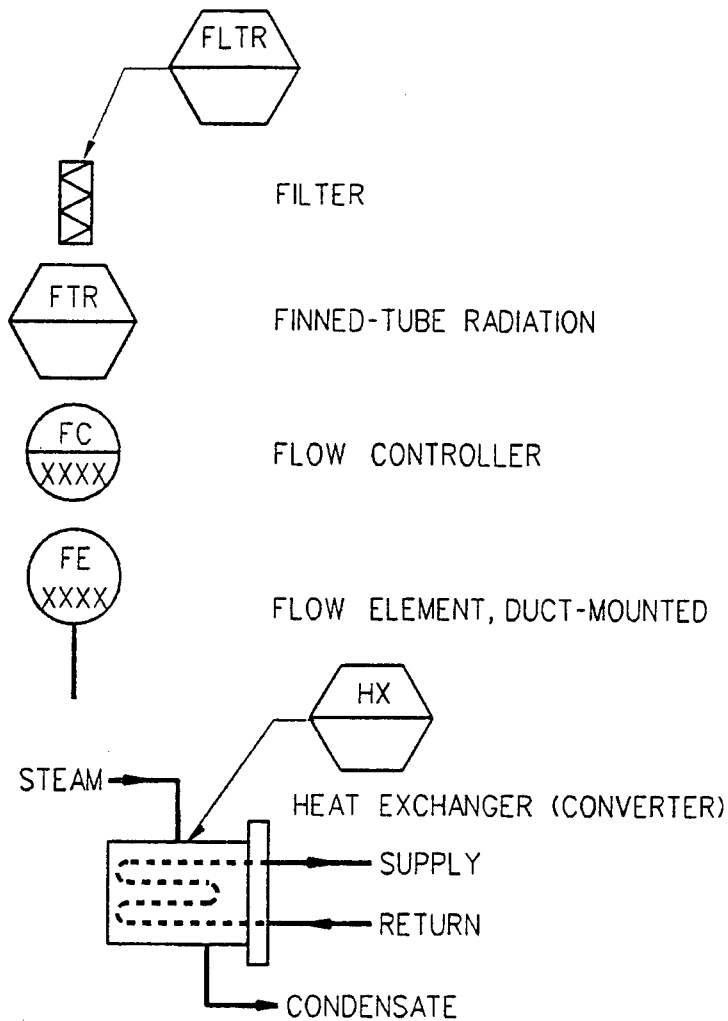 FLTR
FILTER
FTR
FINNED-TUBE RADIATION
FC
XXXX
FLOW CONTROLLER
FE
XXXX
FLOW ELEMENT, DUCT-MOUNTED
HX
STEAM
HEAT EXCHANGER (CONVERTER)
SUPPLY
RETURN
CONDENSATE